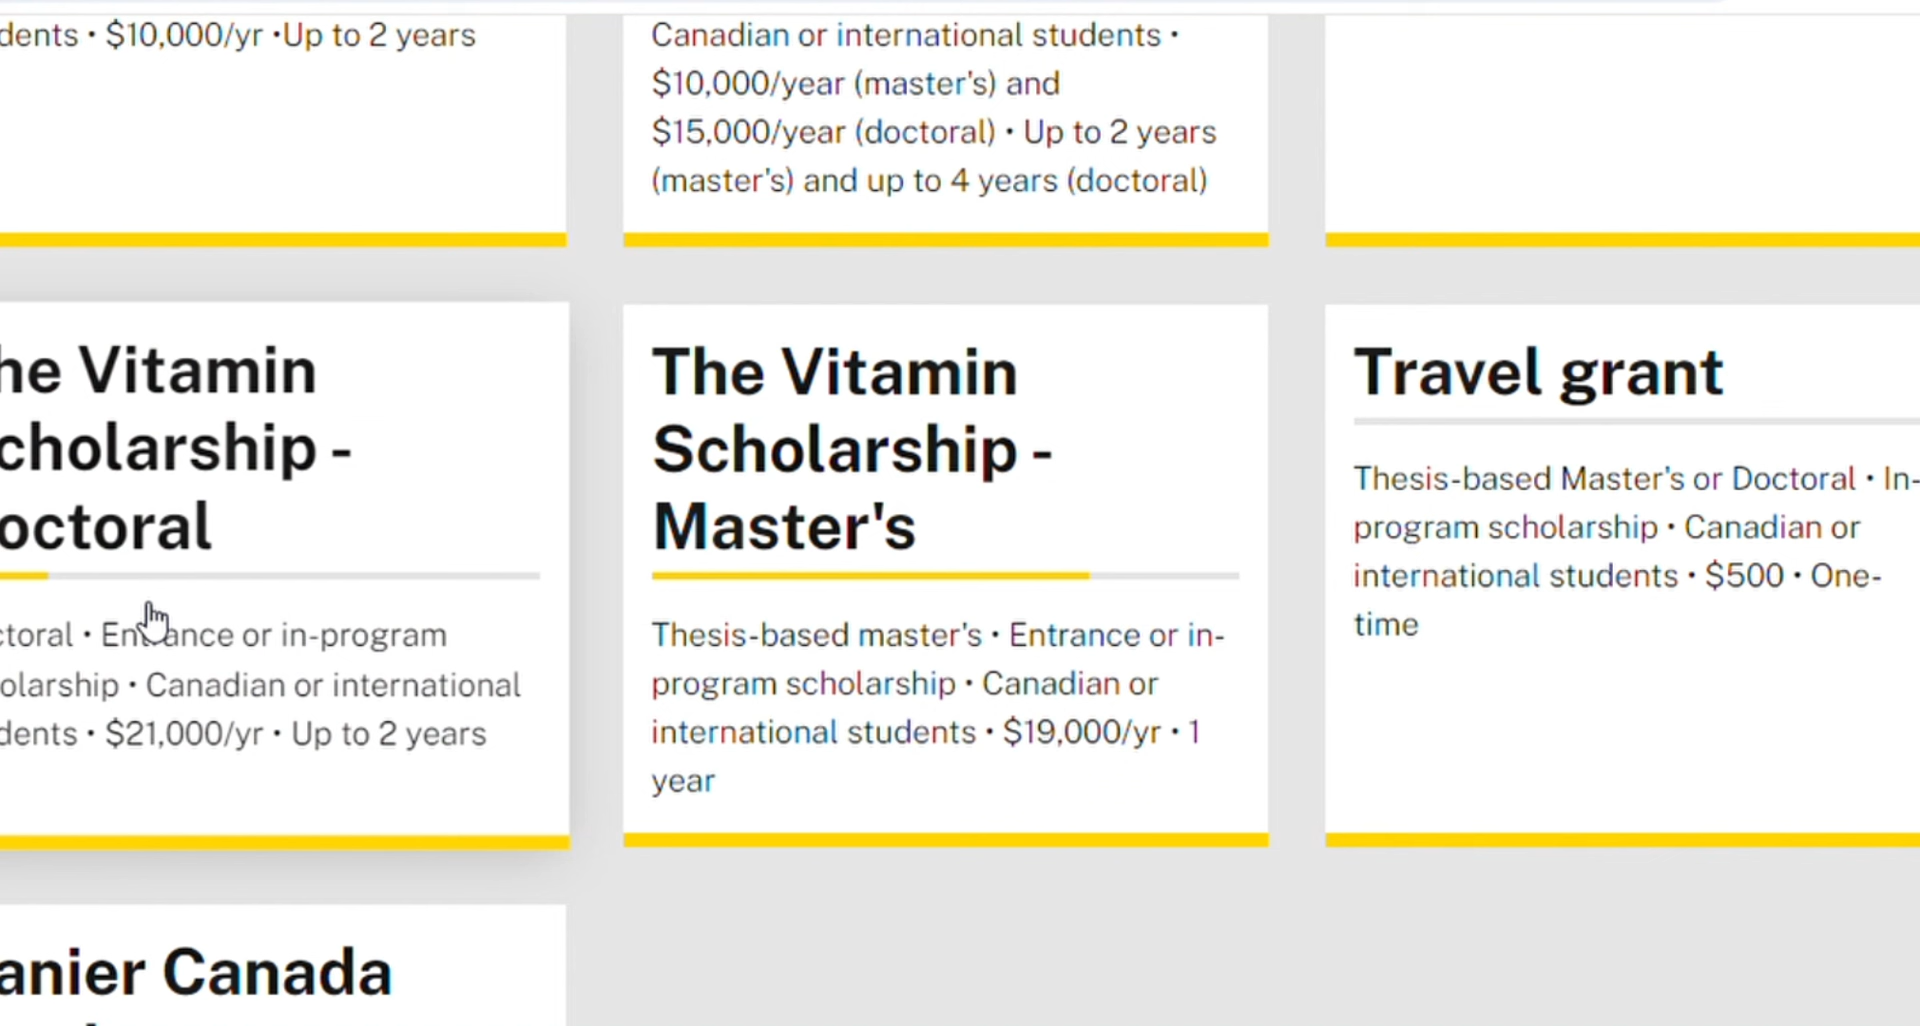 dents • $10,000/yr •Up to 2 years
Canadian or international students •
$10,000/year (master's) and
$15,000/year (doctoral) • Up to 2 years
(master's) and up to 4 years (doctoral)
he Vitamin
cholarship -
octoral
ctoral • Entrance or in-program
olarship • Canadian or international
dents • $21,000/yr • Up to 2 years
The Vitamin
Scholarship -
Master's
Thesis-based master's • Entrance or in-
program scholarship • Canadian or
international students • $19,000/yr • 1
year
Travel grant
Thesis-based Master's or Doctoral • In-
program scholarship • Canadian or
international students • $500 • One-
time
anier Canada